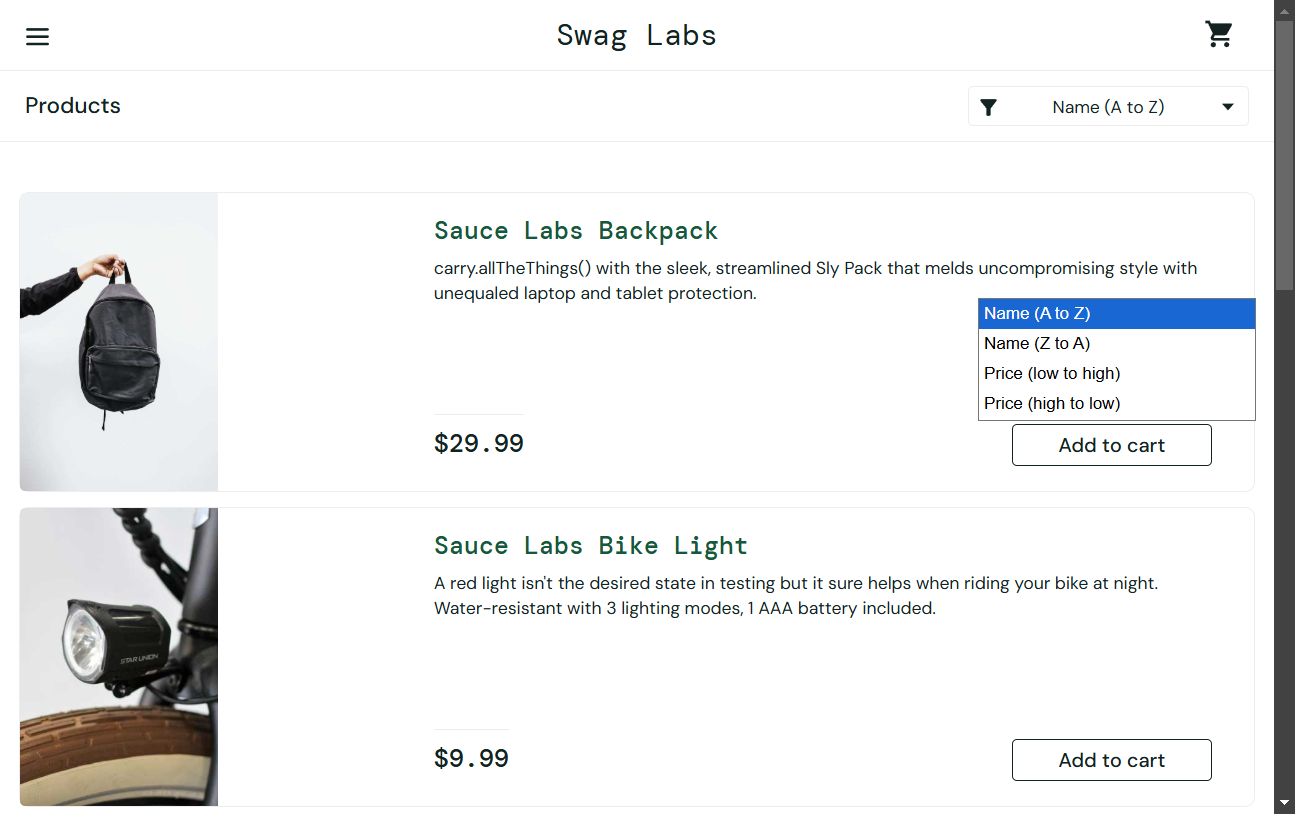 Swag Labs
Products
Name (A to Z)
Sauce Labs Backpack
carry.allTheThings() with the sleek, streamlined Sly Pack that melds uncompromising style with
unequaled laptop and tablet protection.
Name (A to Z)
Name (Z to A)
Price (low to high)
Price (high to low)
$29.99
Add to cart
Sauce Labs Bike Light
A red light isn't the desired state in testing but it sure helps when riding your bike at night.
Water-resistant with 3 lighting modes, 1 AAA battery included.
STAR UNION
$9.99
Add to cart